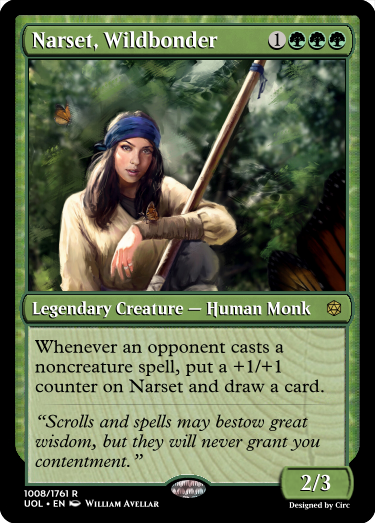 Narset, Wildbonder 1
Legendary Creature — Human Monk
Whenever an opponent casts a
noncreature spell, put a +1/+1
counter on Narset and draw a card.
“Scrolls and spells may bestow great
wisdom, but they will never grant you
contentment.”
2/3
1008/1761 R
UOL • EN William Avellar
Designed by Circ